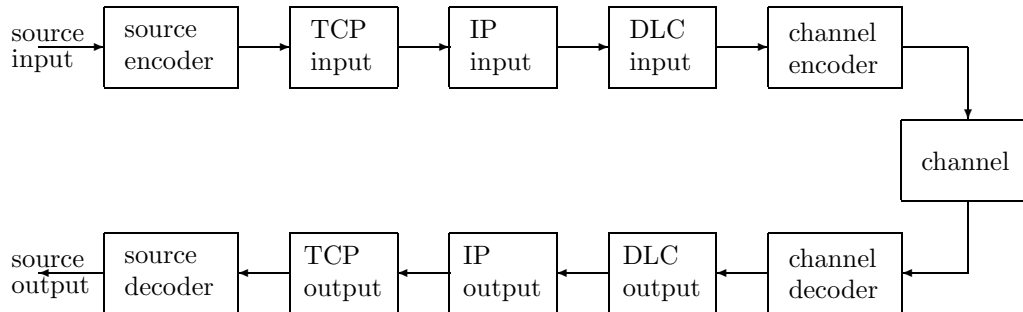 source
input
source
encoder
TCP
input
IP
input
DLC
input
channel
encoder
channel
source
output
source
decoder
TCP
output
IP
output
DLC
output
channel
decoder